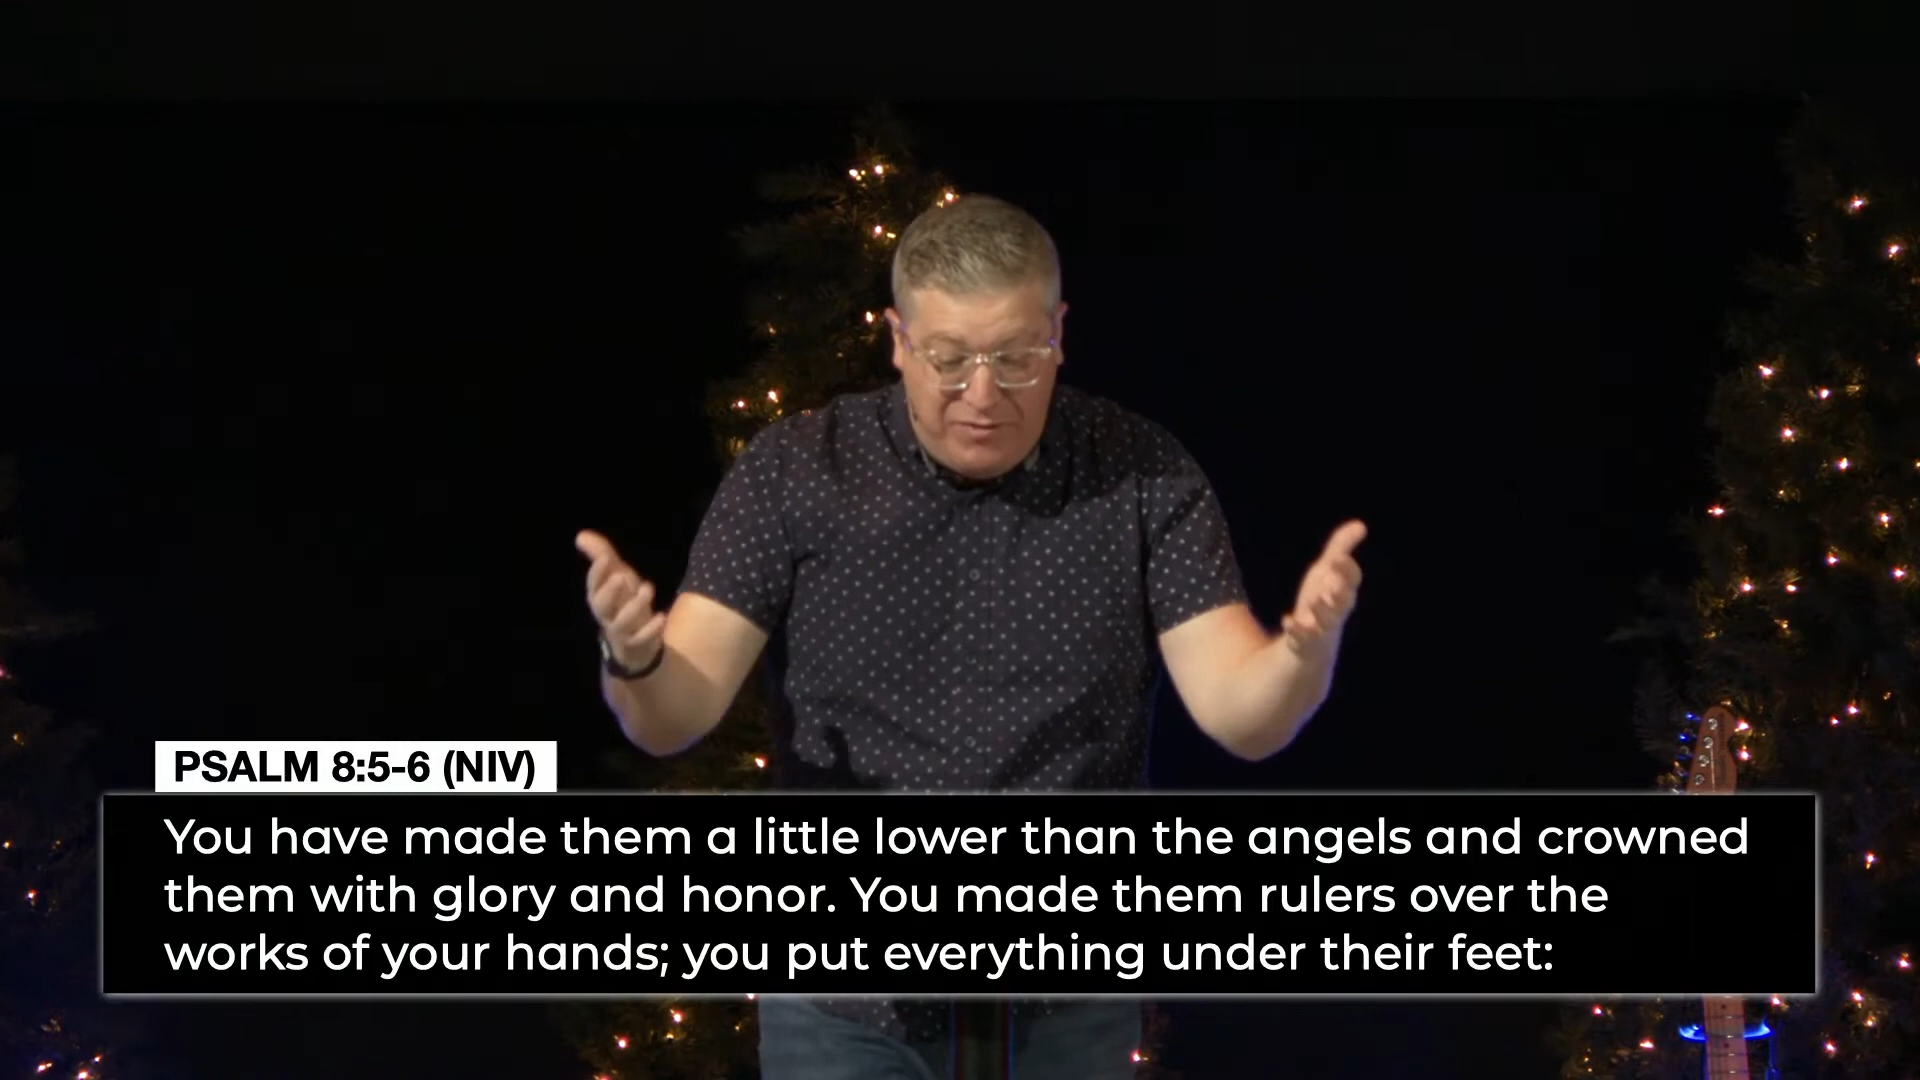 PSALM 8:5-6 (NIV)
You have made them a little lower than the angels and crowned
them with glory and honor. You made them rulers over the
works of your hands; you put everything under their feet: